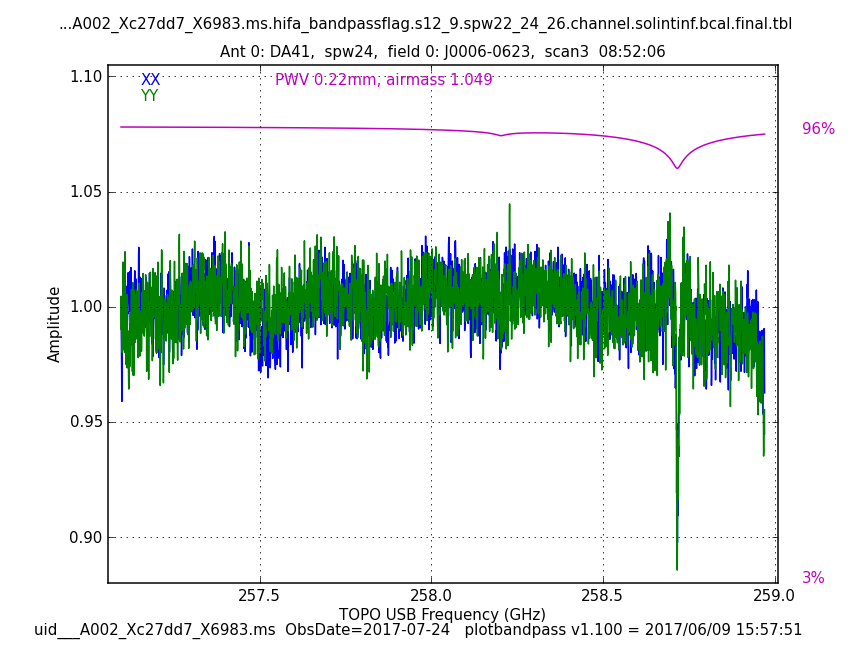 ...A002_Xc27dd7_X6983.ms.hifa_bandpassflag.s12_9.spw22_24_26.channel.solintinf.bcal.final.tbl
Ant 0: DA41,  spw24,  field 0: J0006-0623,  scan3  08:52:06
1.10
XX
PWV 0.22mm, airmass 1.049
YY
96%
1.05
1.00
Amplitude
0.95
0.90
3%
257.5
258.0
258.5
259.0
TOPO USB Frequency (GHz)
uid___A002_Xc27dd7_X6983.ms  ObsDate=2017-07-24   plotbandpass v1.100 = 2017/06/09 15:57:51